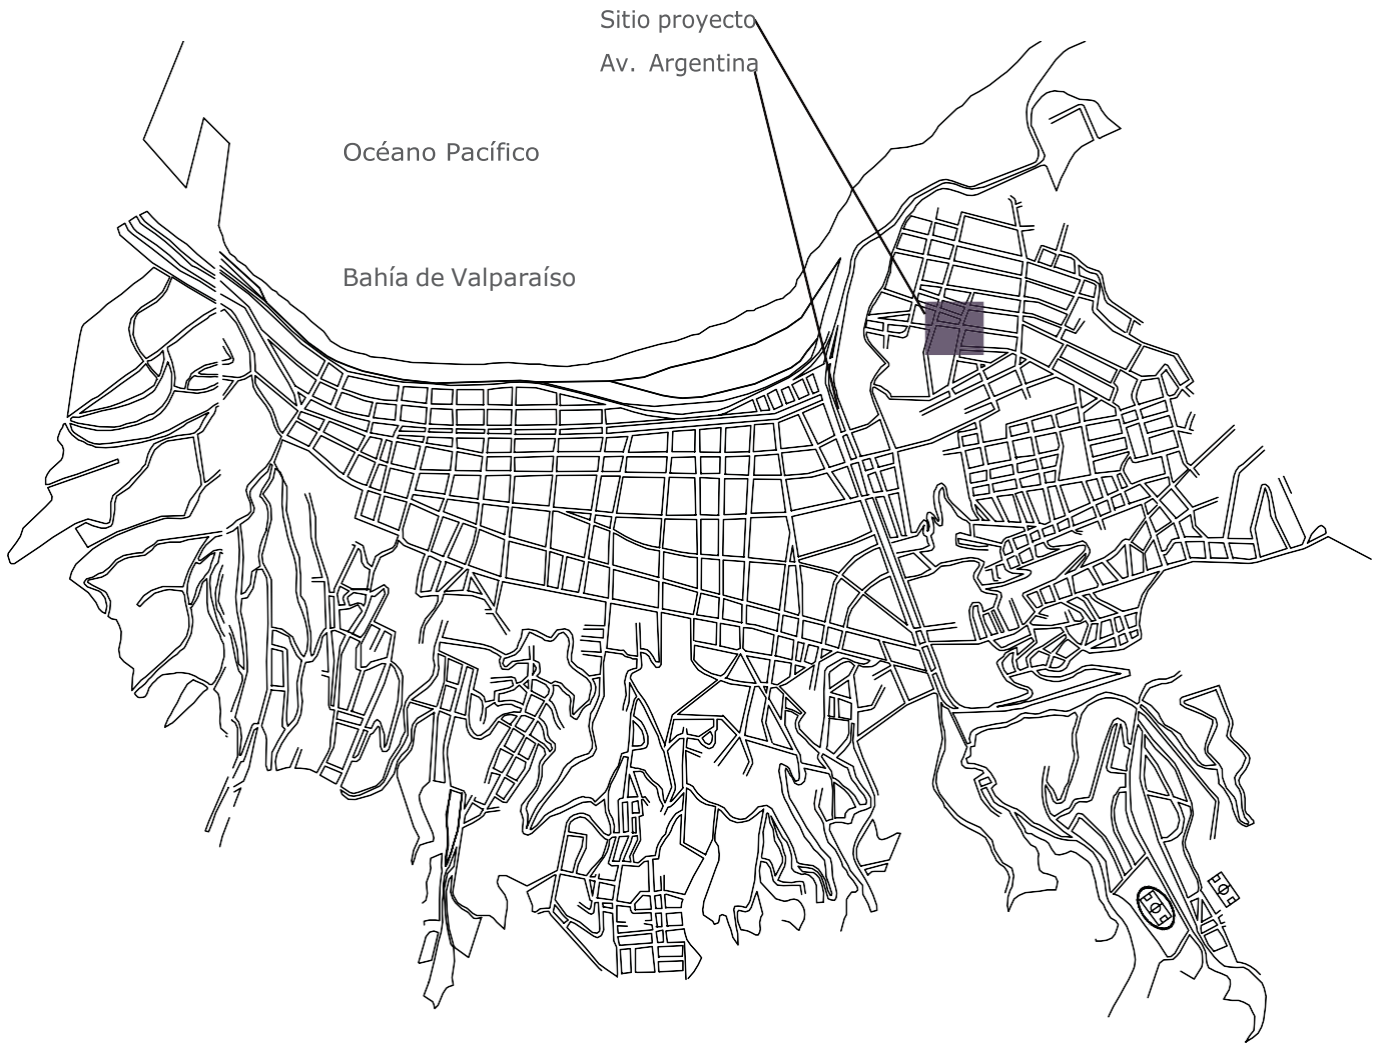 Sitio proyecto
Av. Argentina
Océano Pacífico
Bahía de Valparaíso